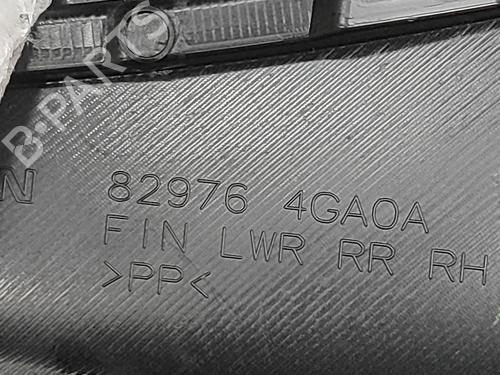 B-PARTS
N 82976 4GA0A
FIN LWR RR RH
>PP<